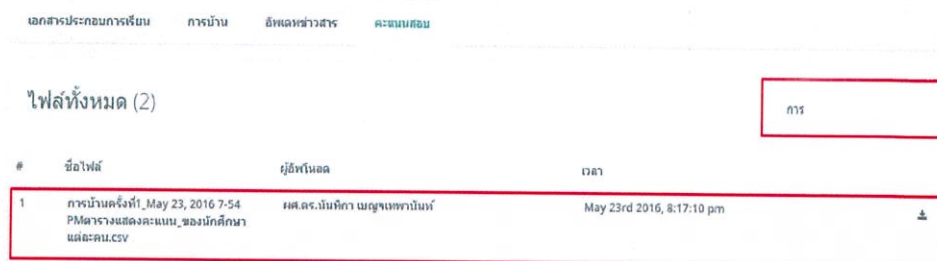 เอกสารประกอบการเรียน การบ้าน อัพเดทข่าวสาร คะแนนสอบ
ไฟล์ทั้งหมด (2)
การ
# ชื่อไฟล์ ผู้อัพโหลด เวลา
1 การบ้านครั้งที่1_May 23, 2016 7-54 ผศ.ดร.นันทิกา เบญจเทพานันท์ May 23rd 2016, 8:17:10 pm
PMตารางแสดงคะแนน_ของนักศึกษา
แต่ละคน.csv